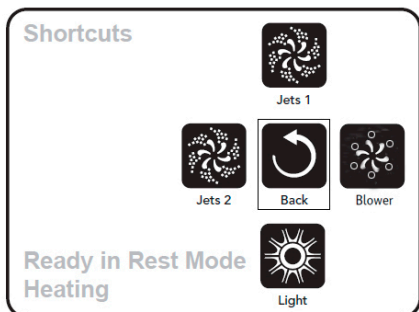 Shortcuts
Jets 1
Jets 2 Back Blower
Ready in Rest Mode
Heating
Light